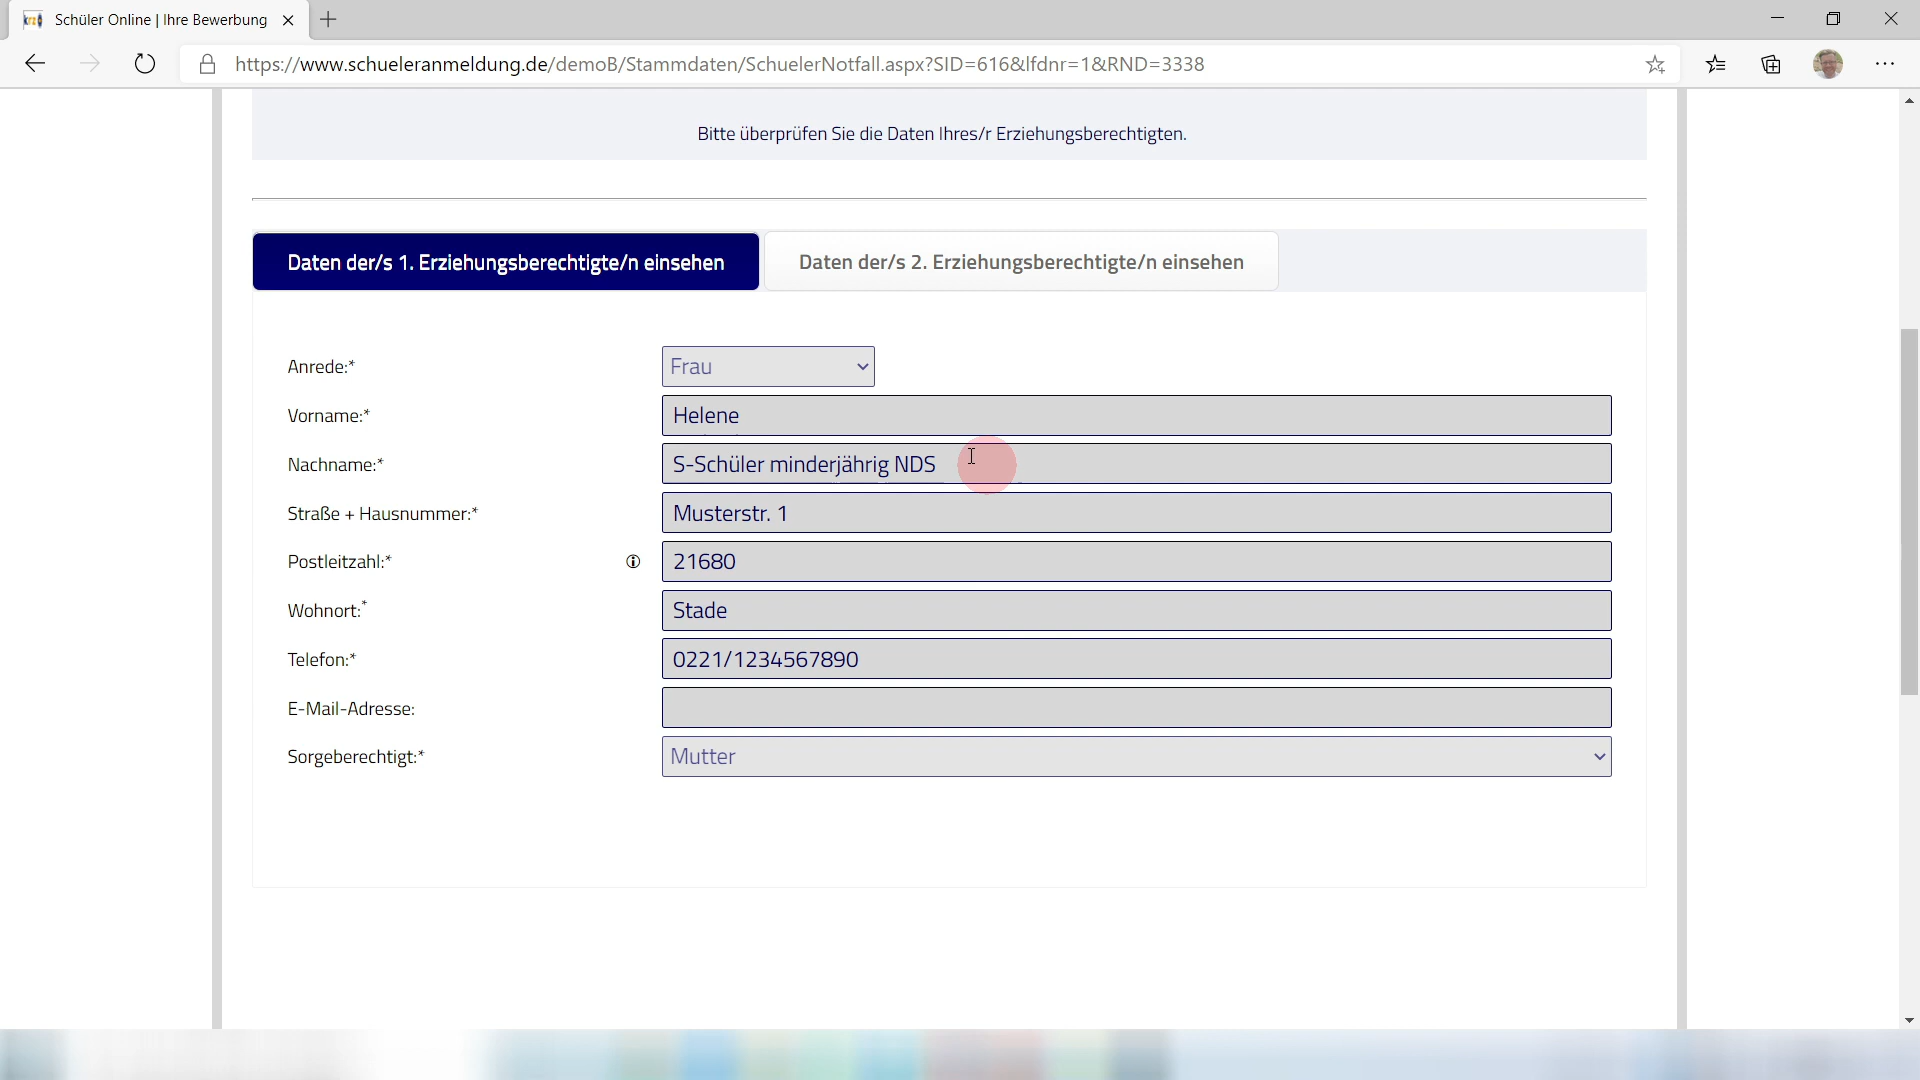 Schüler Online | Ihre Bewerbung
https://www.schueleranmeldung.de/demoB/Stammdaten/SchuelerNotfall.aspx?SID=616&lfdnr=1&RND=3338
Bitte überprüfen Sie die Daten Ihres/r Erziehungsberechtigten.
Daten der/s 1. Erziehungsberechtigte/n einsehen
Daten der/s 2. Erziehungsberechtigte/n einsehen
Anrede:* Frau
Vorname:* Helene
Nachname:* S-Schüler minderjährig NDS
Straße + Hausnummer:* Musterstr. 1
Postleitzahl:* 21680
Wohnort:* Stade
Telefon:* 0221/1234567890
E-Mail-Adresse:
Sorgeberechtigt:* Mutter